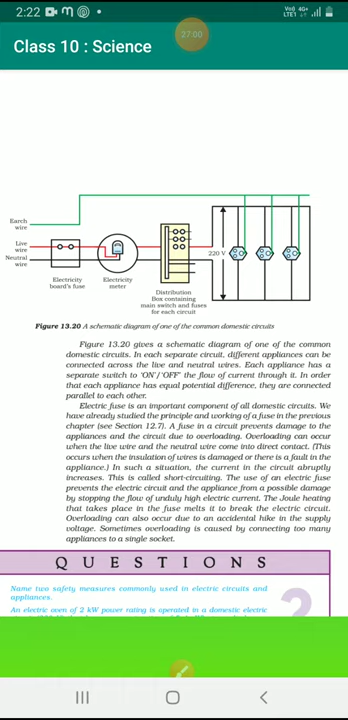 2:22
Vo) 4G+
LTE1
27:00
Class 10 : Science
Earch
wire
Live
wire
Neutral
wire
220 V
Electricity
board's fuse
Electricity
meter
Distribution
Box containing
main switch and fuses
for each circuit
Figure 13.20 A schematic diagram of one of the common domestic circuits
Figure 13.20 gives a schematic diagram of one of the common
domestic circuits. In each separate circuit, different appliances can be
connected across the live and neutral wires. Each appliance has a
separate switch to 'ON'/'OFF' the flow of current through it. In order
that each appliance has equal potential difference, they are connected
parallel to each other.
Electric fuse is an important component of all domestic circuits. We
have already studied the principle and working of a fuse in the previous
chapter (see Section 12.7). A fuse in a circuit prevents damage to the
appliances and the circuit due to overloading. Overloading can occur
when the live wire and the neutral wire come into direct contact. (This
occurs when the insulation of wires is damaged or there is a fault in the
appliance.) In such a situation, the current in the circuit abruptly
increases. This is called short-circuiting. The use of an electric fuse
prevents the electric circuit and the appliance from a possible damage
by stopping the flow of unduly high electric current. The Joule heating
that takes place in the fuse melts it to break the electric circuit.
Overloading can also occur due to an accidental hike in the supply
voltage. Sometimes overloading is caused by connecting too many
appliances to a single socket.
QUESTIONS
Name two safety measures commonly used in electric circuits and
appliances.
An electric oven of 2 kW power rating is operated in a domestic electric
?